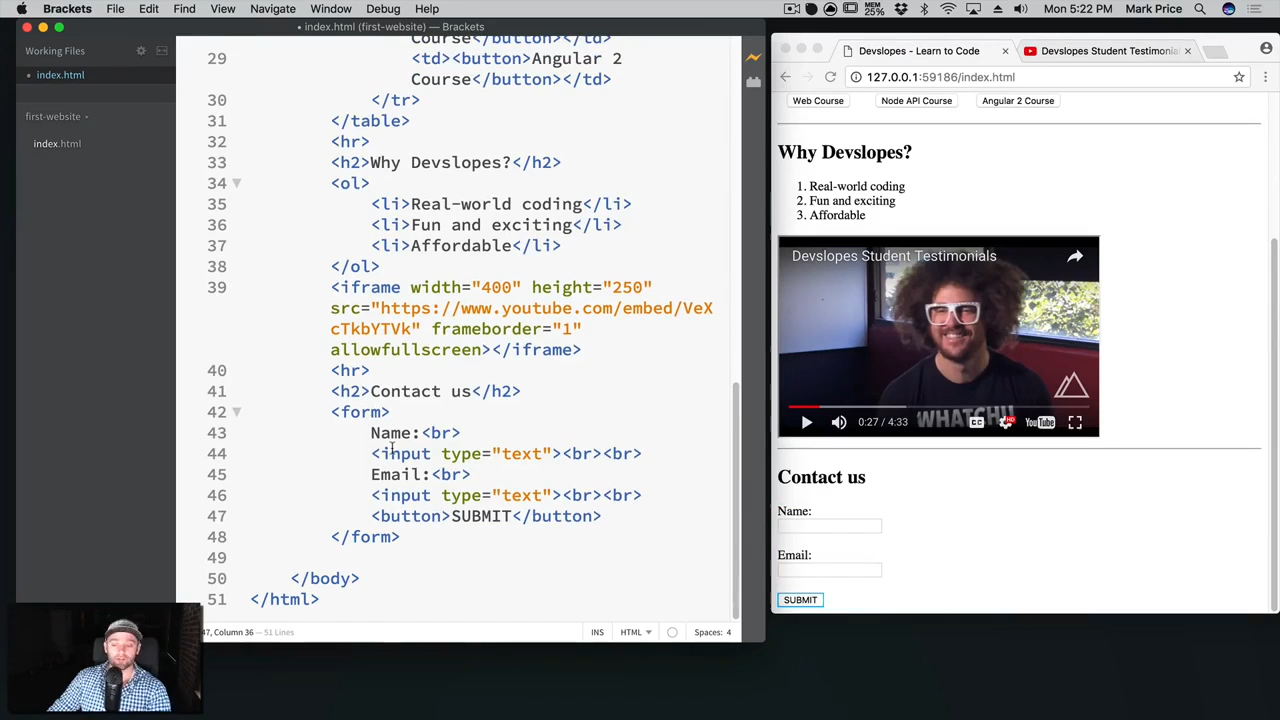 Brackets File Edit Find View Navigate Window Debug Help
MEM 25% Mon 5:22 PM Mark Price
• index.html (first-website) — Brackets
Working Files
• index.html
first-website
index.html
Course</button></td>
29 <td><button>Angular 2
Course</button></td>
30 </tr>
31 </table>
32 <hr>
33 <h2>Why Devslopes?</h2>
34 <ol>
35 <li>Real-world coding</li>
36 <li>Fun and exciting</li>
37 <li>Affordable</li>
38 </ol>
39 <iframe width="400" height="250"
src="https://www.youtube.com/embed/VeX
cTkbYTVk" frameborder="1"
allowfullscreen></iframe>
40 <hr>
41 <h2>Contact us</h2>
42 <form>
43 Name:<br>
44 <input type="text"><br><br>
45 Email:<br>
46 <input type="text"><br><br>
47 <button>SUBMIT</button>
48 </form>
49
50 </body>
51 </html>
47, Column 36 — 51 Lines
INS HTML Spaces: 4
Devslopes - Learn to Code
Devslopes Student Testimonia
127.0.0.1:59186/index.html
Web Course Node API Course Angular 2 Course
Why Devslopes?
1. Real-world coding
2. Fun and exciting
3. Affordable
Devslopes Student Testimonials
WHATCHU
0:27 / 4:33 CC HD YouTube
Contact us
Name:
Email:
SUBMIT